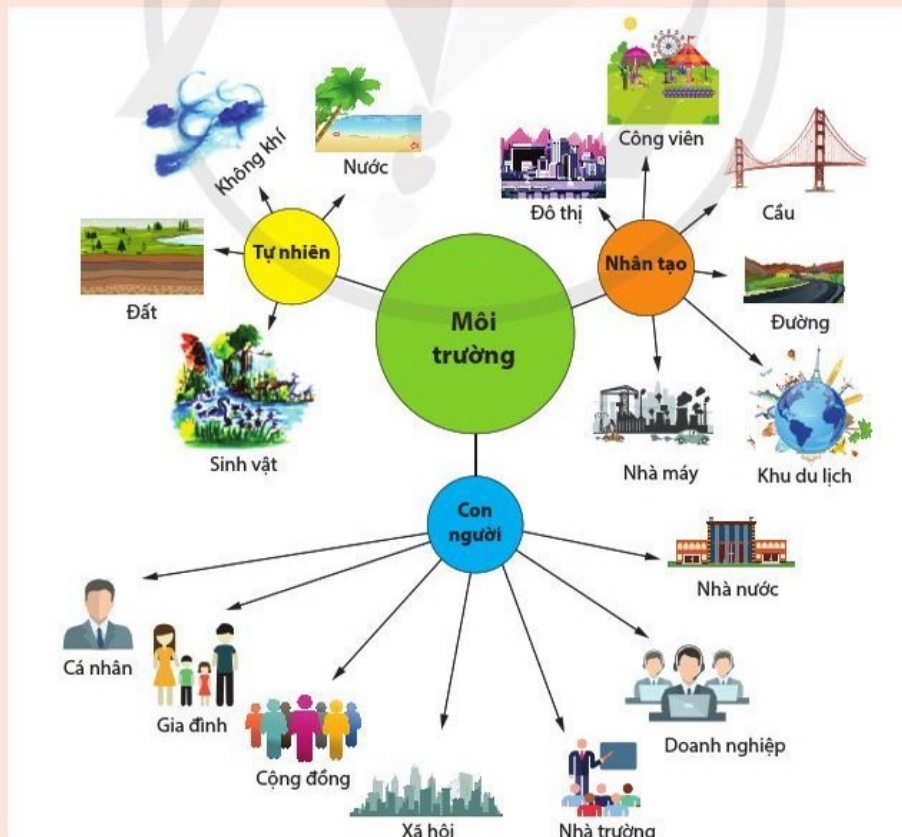 Không khí
Nước
Công viên
Đô thị
Cầu
Tự nhiên
Nhân tạo
Đất
Đường
Môi
trường
Sinh vật
Nhà máy
Khu du lịch
Con
người
Nhà nước
Cá nhân
Gia đình
Doanh nghiệp
Cộng đồng
Xã hội
Nhà trường